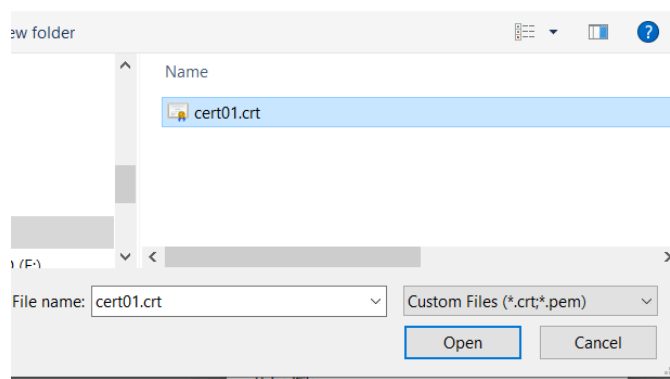 ew folder
Name
cert01.crt
) (F:)
File name: cert01.crt Custom Files (*.crt;*.pem)
Open Cancel